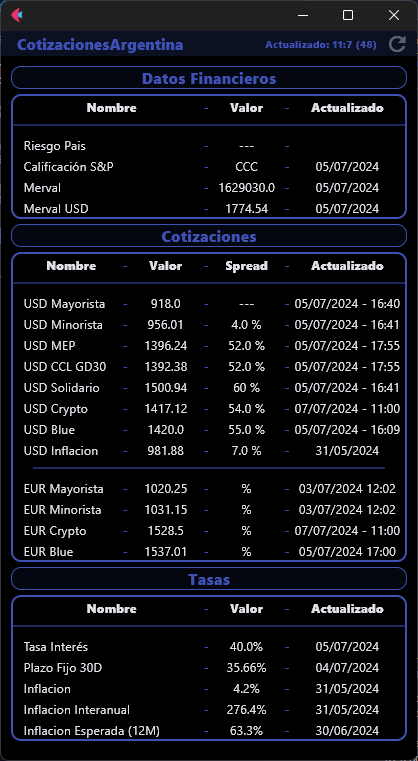 CotizacionesArgentina Actualizado: 11:7 (48)
Datos Financieros
Nombre - Valor - Actualizado
Riesgo Pais - --- -
Calificación S&P - CCC - 05/07/2024
Merval - 1629030.0 - 05/07/2024
Merval USD - 1774.54 - 05/07/2024
Cotizaciones
Nombre - Valor - Spread - Actualizado
USD Mayorista - 918.0 - --- - 05/07/2024 - 16:40
USD Minorista - 956.01 - 4.0 % - 05/07/2024 - 16:41
USD MEP - 1396.24 - 52.0 % - 05/07/2024 - 17:55
USD CCL GD30 - 1392.38 - 52.0 % - 05/07/2024 - 17:55
USD Solidario - 1500.94 - 60 % - 05/07/2024 - 16:41
USD Crypto - 1417.12 - 54.0 % - 07/07/2024 - 11:00
USD Blue - 1420.0 - 55.0 % - 05/07/2024 - 16:09
USD Inflacion - 981.88 - 7.0 % - 31/05/2024
EUR Mayorista - 1020.25 - % - 03/07/2024 12:02
EUR Minorista - 1031.15 - % - 03/07/2024 12:02
EUR Crypto - 1528.5 - % - 07/07/2024 - 11:00
EUR Blue - 1537.01 - % - 05/07/2024 17:00
Tasas
Nombre - Valor - Actualizado
Tasa Interés - 40.0% - 05/07/2024
Plazo Fijo 30D - 35.66% - 04/07/2024
Inflacion - 4.2% - 31/05/2024
Inflacion Interanual - 276.4% - 31/05/2024
Inflacion Esperada (12M) - 63.3% - 30/06/2024